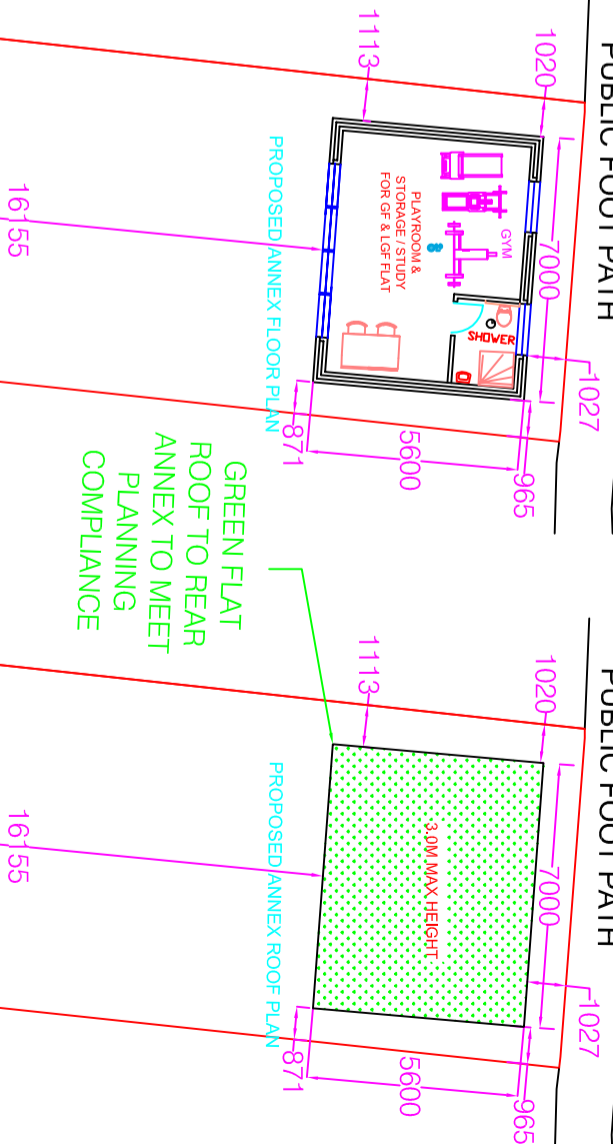 PUBLIC FOOT PATH
1020
1113
7000
1027
GYM
PLAYROOM &
STORAGE / STUDY
FOR GF & LGF FLAT
SHOWER
965
5600
871
PROPOSED ANNEX FLOOR PLAN
16155
GREEN FLAT
ROOF TO REAR
ANNEX TO MEET
PLANNING
COMPLIANCE
PUBLIC FOOT PATH
1020
1113
7000
1027
3.0M MAX HEIGHT
965
5600
871
PROPOSED ANNEX ROOF PLAN
16155